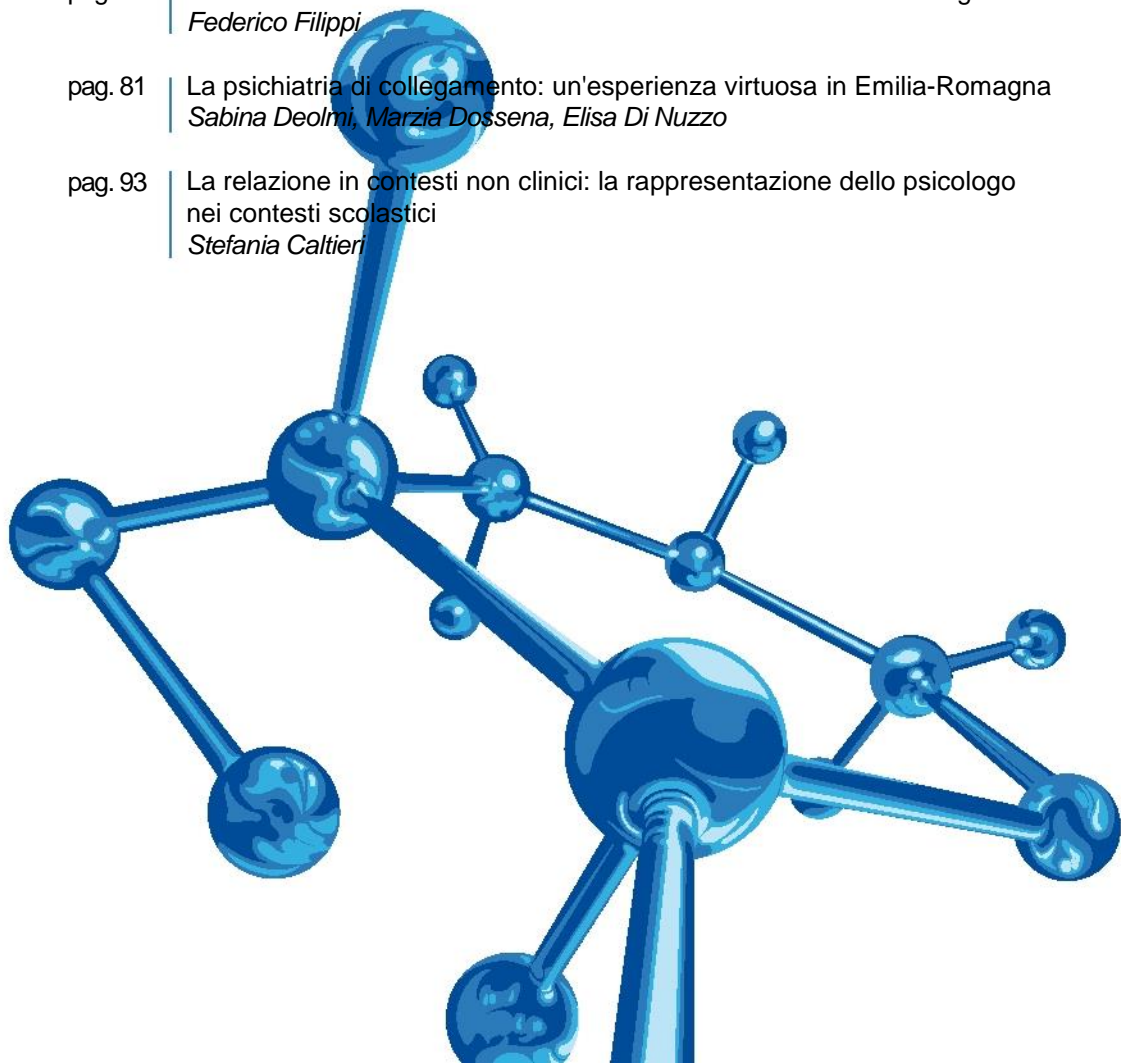 Federico Filippi
pag. 81 La psichiatria di collegamento: un'esperienza virtuosa in Emilia-Romagna
Sabina Deolmi, Marzia Dossena, Elisa Di Nuzzo
pag. 93 La relazione in contesti non clinici: la rappresentazione dello psicologo
nei contesti scolastici
Stefania Caltieri